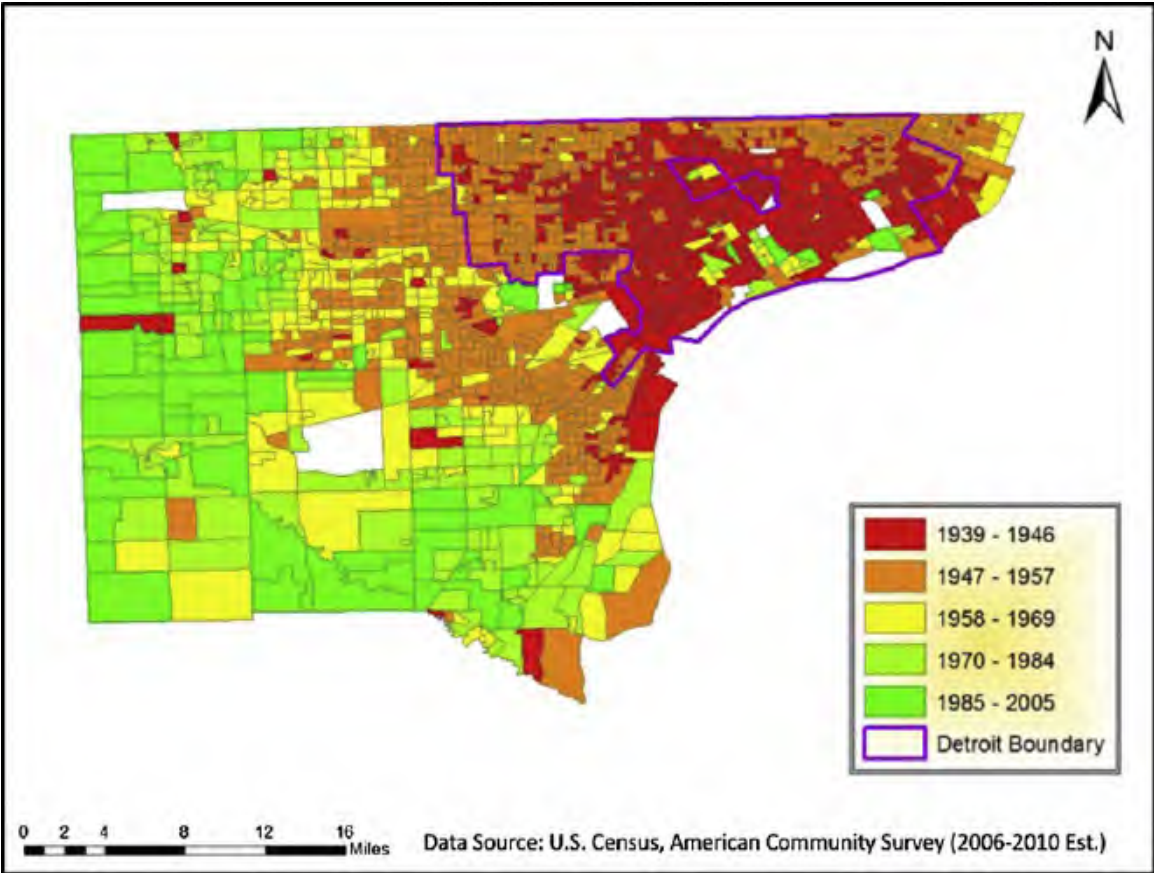 N
1939 - 1946
1947 - 1957
1958 - 1969
1970 - 1984
1985 - 2005
Detroit Boundary
0 2 4 8 12 16
Miles
Data Source: U.S. Census, American Community Survey (2006-2010 Est.)